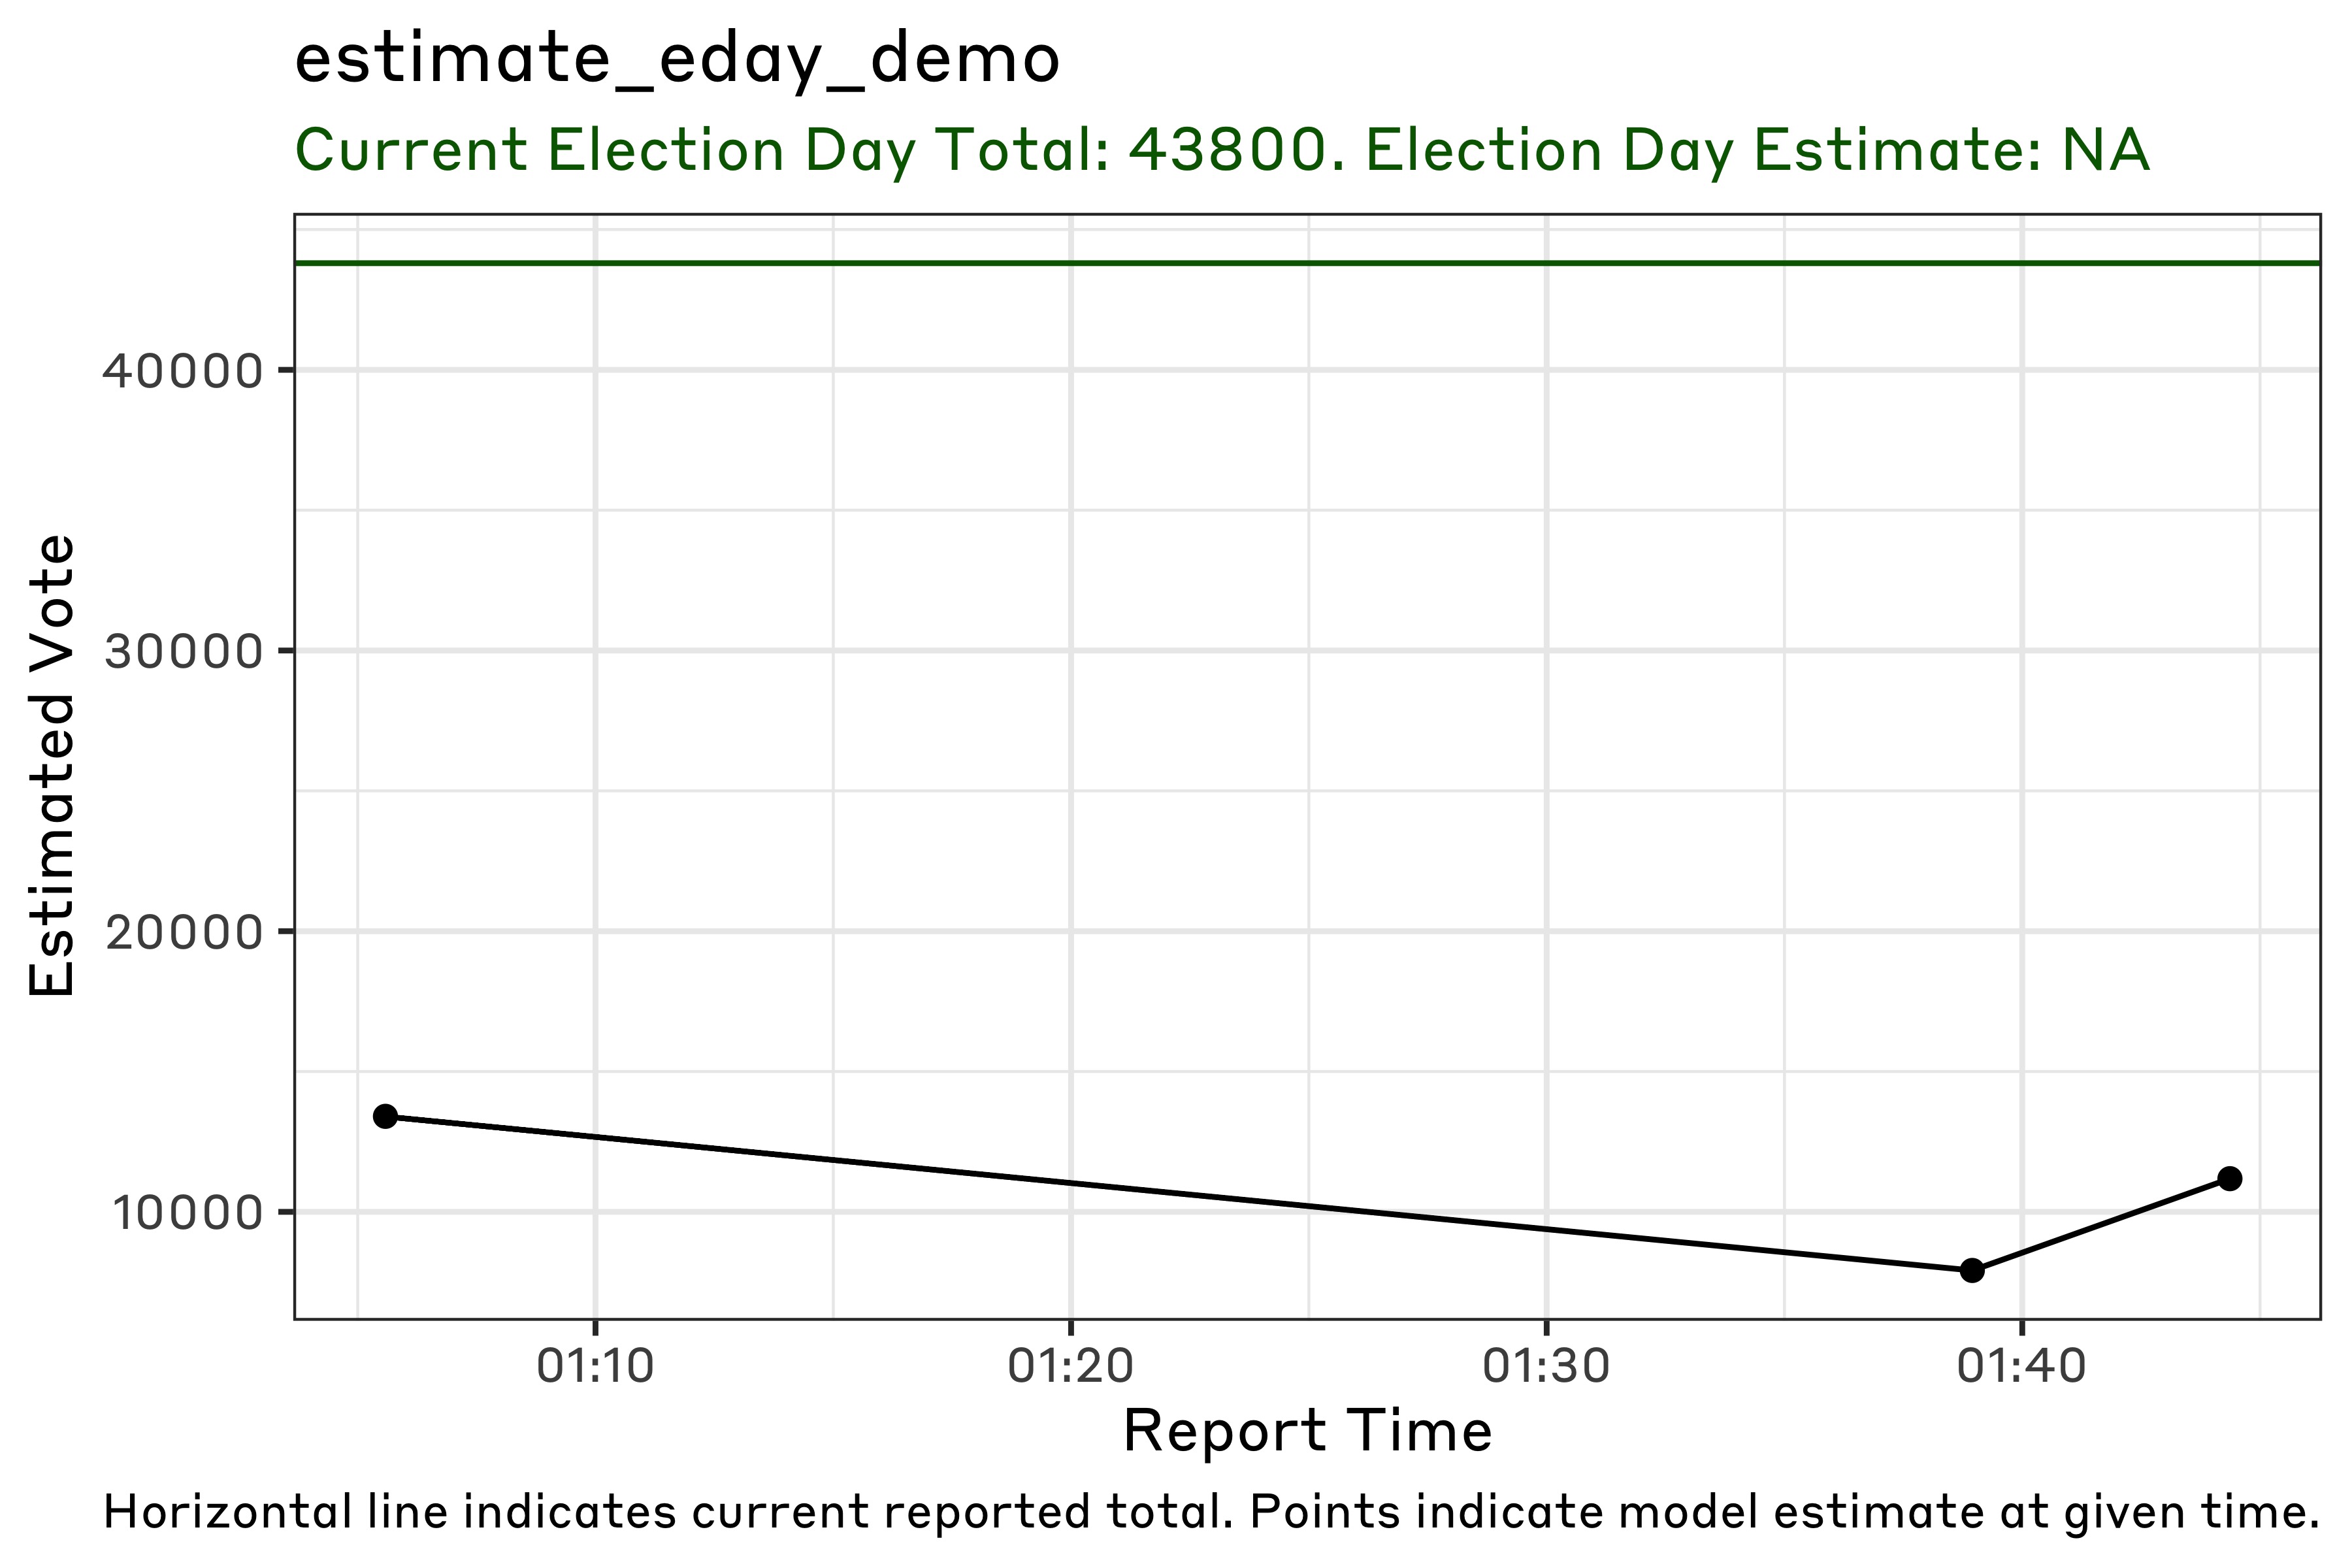 estimate_eday_demo
Current Election Day Total: 43800. Election Day Estimate: NA
Estimated Vote
40000
30000
20000
10000
01:10 01:20 01:30 01:40
Report Time
Horizontal line indicates current reported total. Points indicate model estimate at given time.